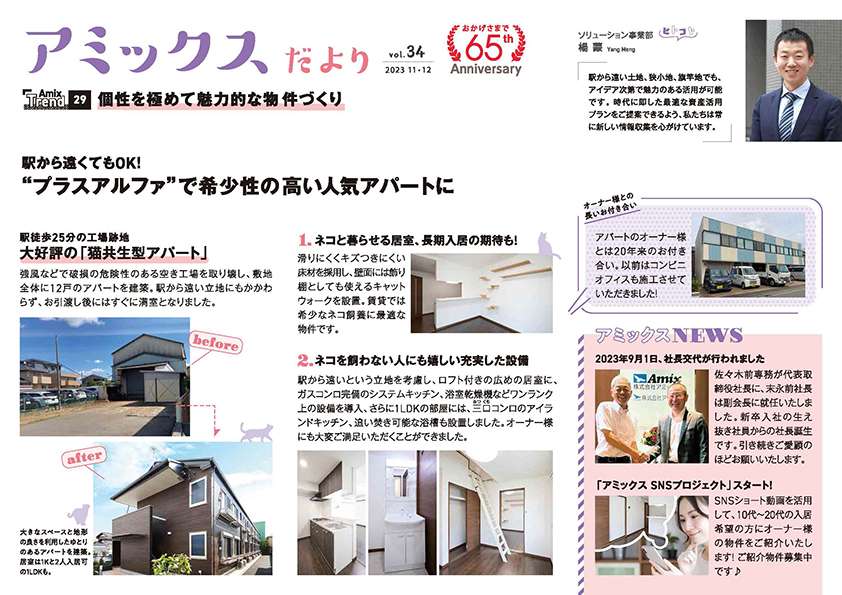 アミックスだより
vol.34
2023 11・12
おかげさまで
65th
Anniversary
Amix
Trend 29 個性を極めて魅力的な物件づくり
ソリューション事業部 ヒトコト
楊 蒙 Yang Meng
駅から遠い土地、狭小地、旗竿地でも、
アイデア次第で魅力のある活用が可能
です。時代に即した最適な資産活用
プランをご提案できるよう、私たちは常
に新しい情報収集を心がけています。
駅から遠くてもOK!
“プラスアルファ”で希少性の高い人気アパートに
駅徒歩25分の工場跡地
大好評の「猫共生型アパート」
強風などで破損の危険性のある空き工場を取り壊し、敷地
全体に12戸のアパートを建築。駅から遠い立地にもかかわ
らず、お引渡し後にはすぐに満室となりました。
before
after
大きなスペースと地形
の良さを利用したゆとり
のあるアパートを建築。
居室は1Kと2人入居可
の1LDKも。
1. ネコと暮らせる居室、長期入居の期待も!
滑りにくくキズつきにくい
床材を採用し、壁面には飾り
棚としても使えるキャット
ウォークを設置。賃貸では
希少なネコ飼養に最適な
物件です。
2. ネコを飼わない人にも嬉しい充実した設備
駅から遠いという立地を考慮し、ロフト付きの広めの居室に、
ガスコンロ完備のシステムキッチン、浴室乾燥機などワンランク
上の設備を導入、さらに1LDKの部屋には、三口コンロのアイラ
ンドキッチン、追い焚き可能な浴槽も設置しました。オーナー様
にも大変ご満足いただくことができました。
オーナー様との
長いお付き合い
アパートのオーナー様
とは20年来のお付き
合い。以前はコンビニ
オフィスも施工させて
いただきました!
アミックスNEWS
2023年9月1日、社長交代が行われました
Amix
株式会社アミ
株式会社アミックス
佐々木前専務が代表取
締役社長に、末永前社長
は副会長に就任いたしま
した。新卒入社の生え
抜き社員からの社長誕生
です。引き続きご愛顧の
ほどお願いいたします。
「アミックス SNSプロジェクト」スタート!
SNSショート動画を活用
して、10代〜20代の入居
希望の方にオーナー様
の物件をご紹介いたし
ます!ご紹介物件募集中
です♪